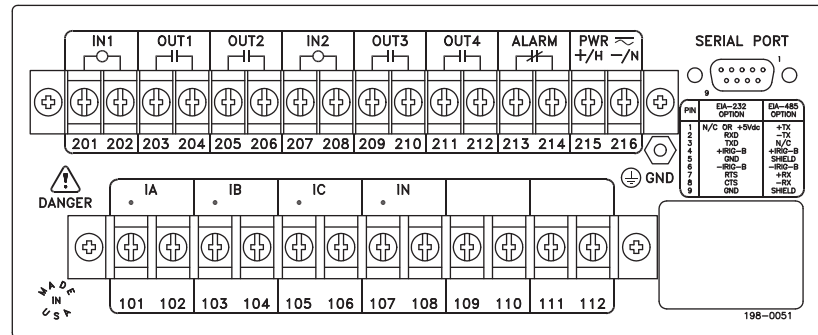 IN1 OUT1 OUT2 IN2 OUT3 OUT4 ALARM PWR
+/H −/N
201 202 203 204 205 206 207 208 209 210 211 212 213 214 215 216
SERIAL PORT
1
9
PIN EIA−232 OPTION EIA−485 OPTION
1 N/C OR +5Vdc +TX
2 RXD −TX
3 TXD N/C
4 +IRIG−B +IRIG−B
5 GND SHIELD
6 −IRIG−B −IRIG−B
7 RTS +RX
8 CTS −RX
9 GND SHIELD
GND
DANGER
IA IB IC IN
101 102 103 104 105 106 107 108 109 110 111 112
MADE
IN
USA
198−0051